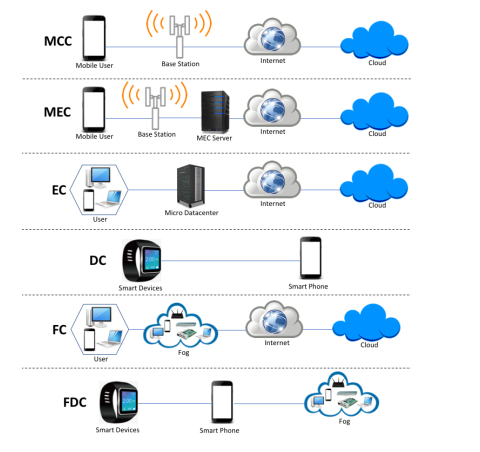 MCC
Mobile User
Base Station
Internet
Cloud
MEC
Mobile User
Base Station
MEC Server
Internet
Cloud
EC
User
Micro Datacenter
Internet
Cloud
DC
Smart Devices
Smart Phone
FC
User
Fog
Internet
Cloud
FDC
Smart Devices
Smart Phone
Fog